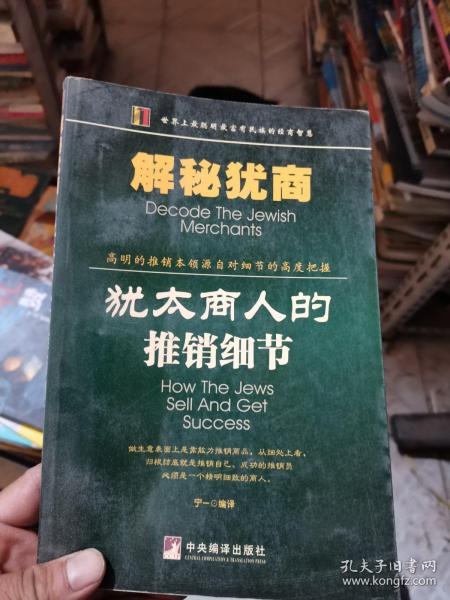 世界上最聪明最富有民族的经商智慧
解秘犹商
Decode The Jewish
Merchants
高明的推销本领源自对细节的高度把握
犹太商人的
推销细节
How The Jews
Sell And Get
Success
做生意表面上是靠脑力推销商品，从细处上看，
归根结底就是推销自己。成功的推销员
必须是一个精明细致的商人。
宁一⊙编译
中央编译出版社
CENTRAL COMPILATION & TRANSLATION PRESS
孔夫子旧书网
www.kongfz.com